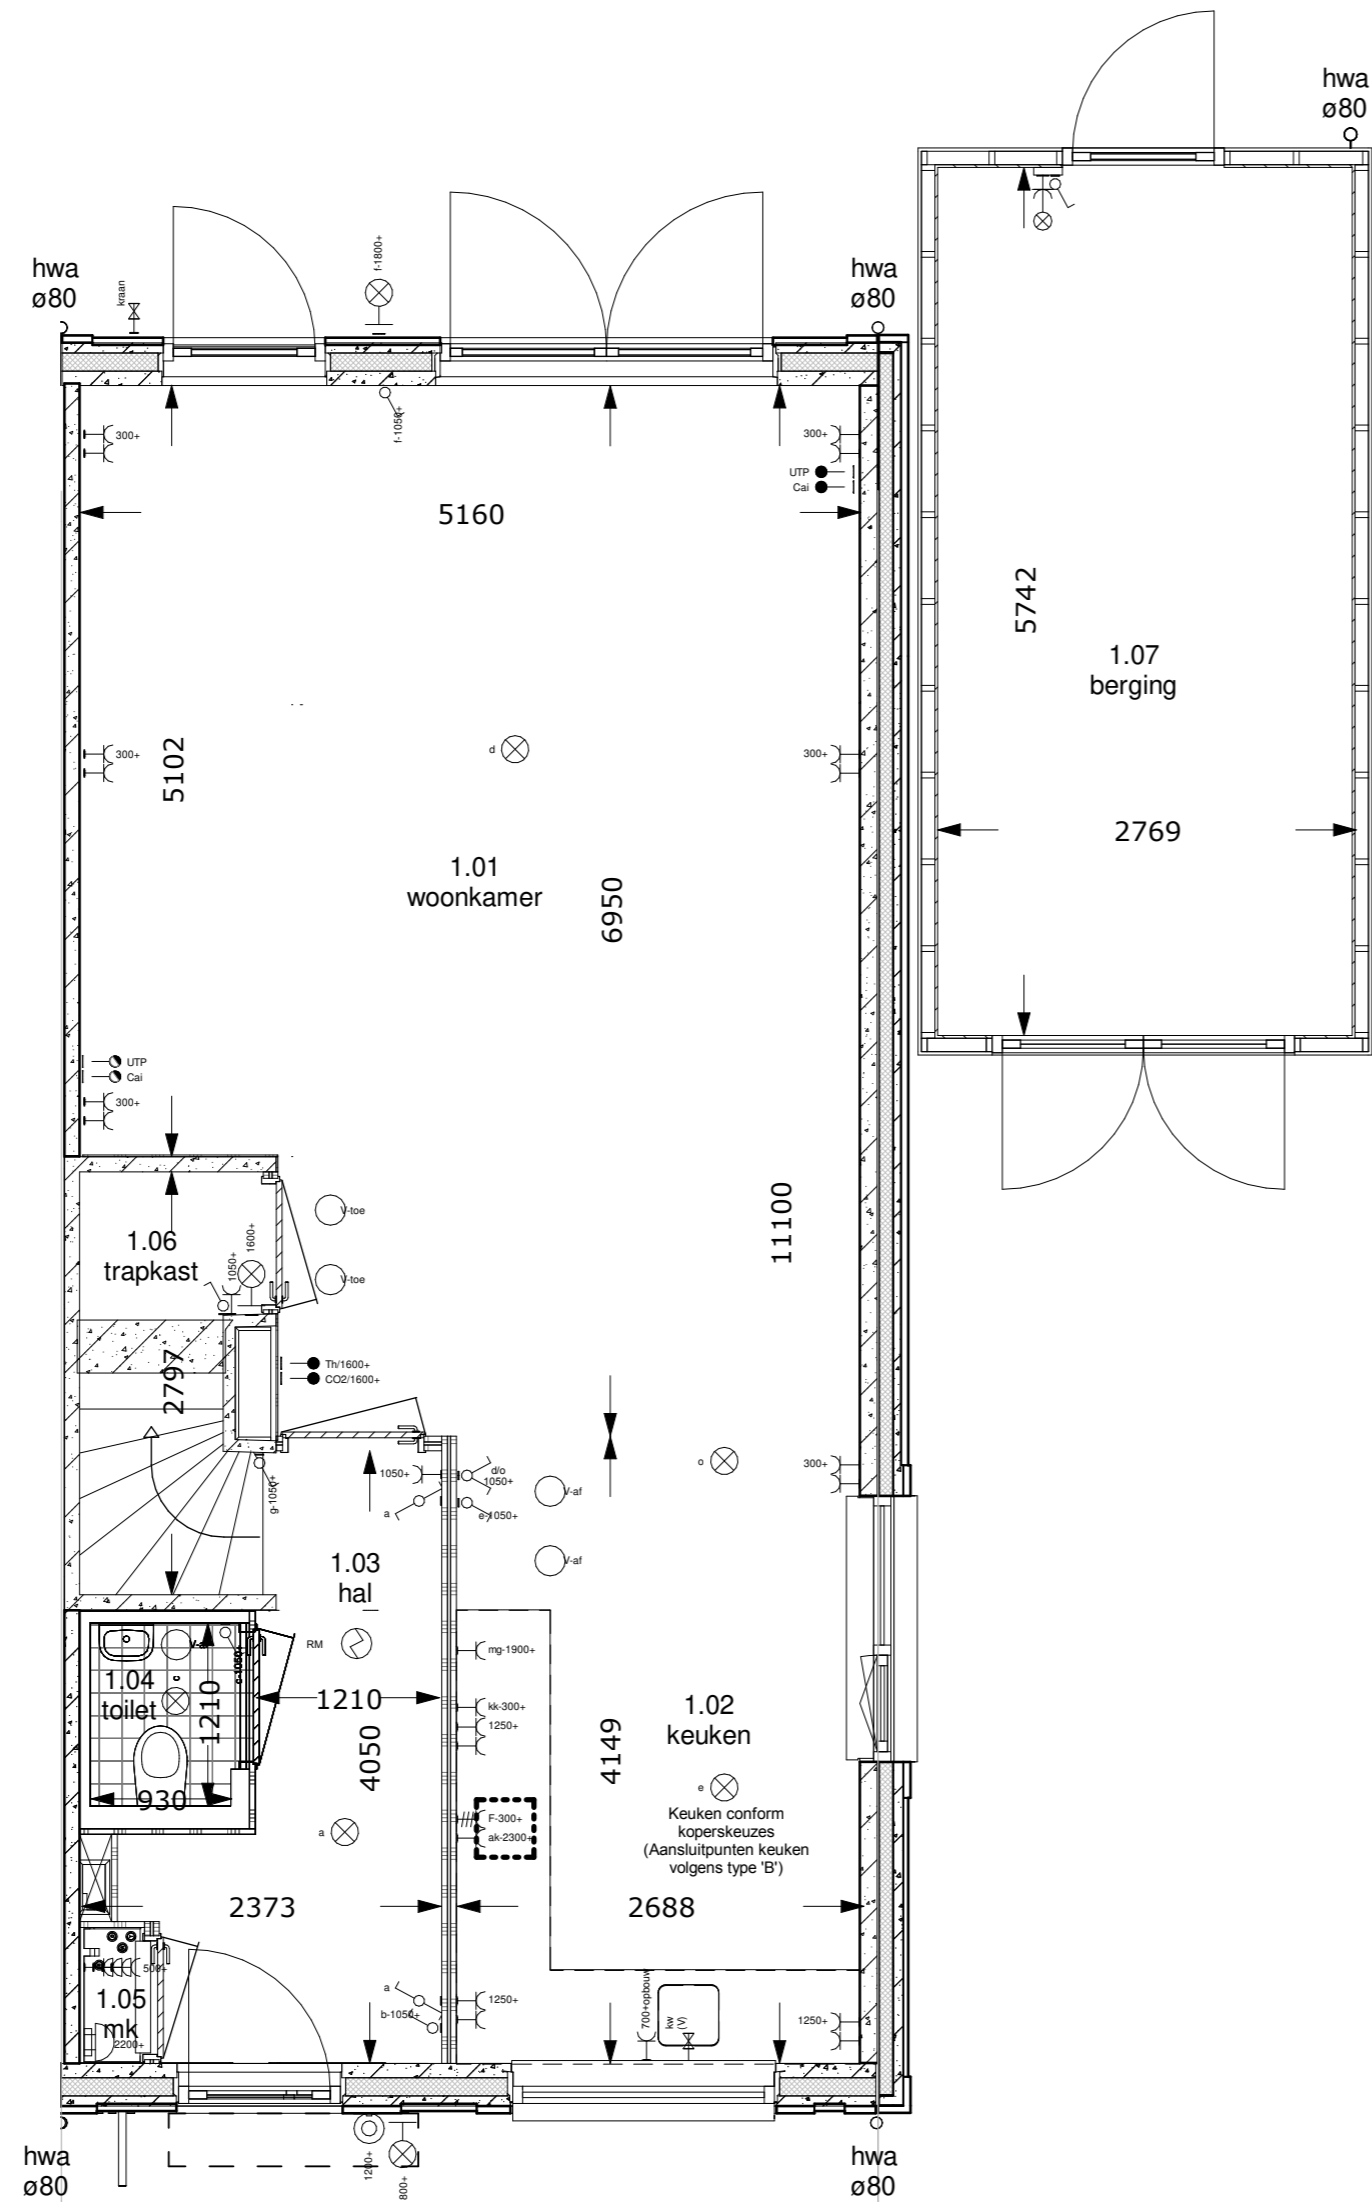 hwa
ø80
hwa
ø80
kraan
f-1800+
hwa
ø80
f-1050+
300+
300+
UTP
Cai
5160
5742
1.07
berging
d
300+
5102
300+
2769
1.01
woonkamer
6950
UTP
Cai
300+
11100
V-toe
1.06
trapkast
1050+
1600+
V-toe
2797
Th/1600+
CO2/1600+
g-1050+
1050+
d/o
1050+
o
300+
a
e-1050+
V-af
V-af
1.03
hal
RM
mg-1900+
c-1050+
1.04
toilet
c
1210
1210
kk-300+
1250+
1.02
keuken
4050
4149
930
e
F-300+
ak-2300+
Keuken conform
koperskeuzes
(Aansluitpunten keuken
volgens type 'B')
a
2373
2688
500+
1.05
mk
2200+
a
b-1050+
1250+
700+opbouw
kw
(V)
1250+
hwa
ø80
1200+
800+
hwa
ø80